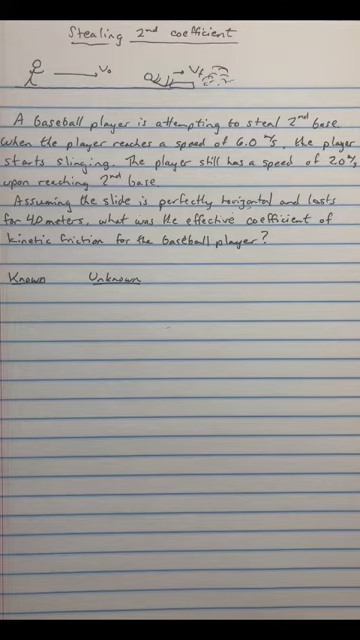 Stealing 2nd coefficient
V₀ Vf
A baseball player is attempting to steal 2nd base.
When the player reaches a speed of 6.0 m/s, the player
starts slinging. The player still has a speed of 2.0 m/s
upon reaching 2nd base.
Assuming the slide is perfectly horizontal and lasts
for 4.0 meters, what was the effective coefficient of
kinetic friction for the baseball player?
Known Unknown